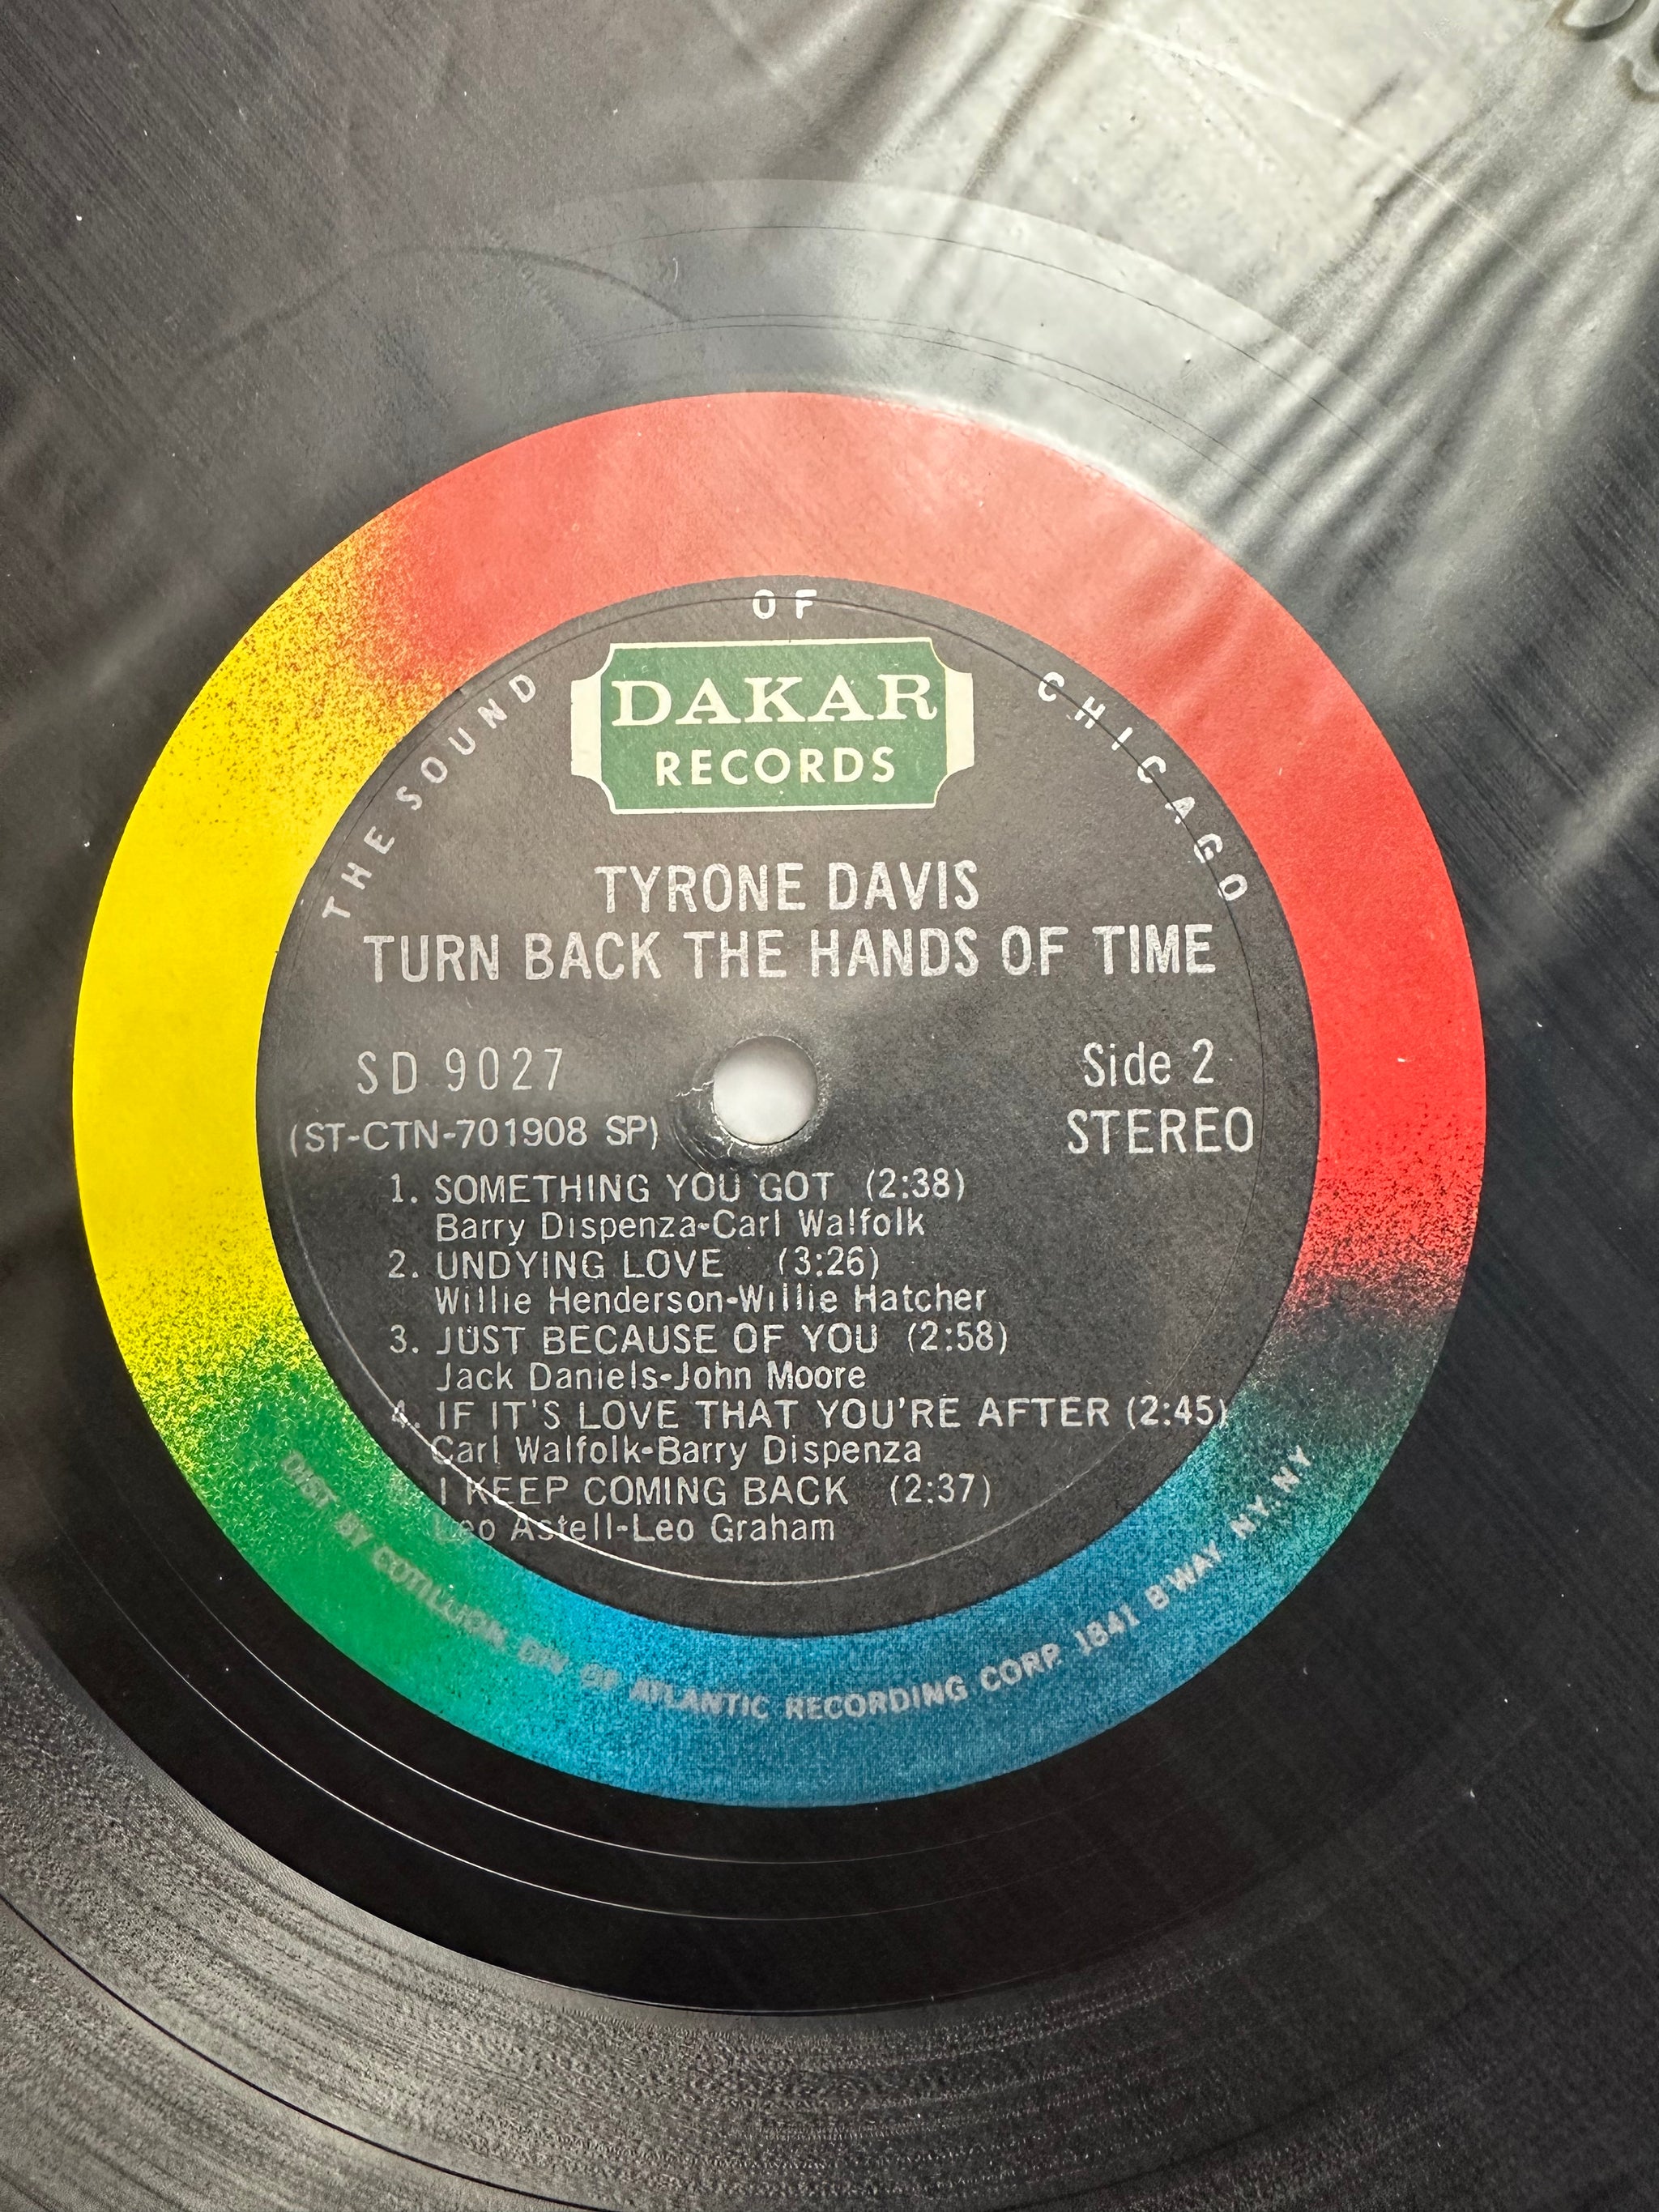 THE SOUND OF CHICAGO
DAKAR
RECORDS
TYRONE DAVIS
TURN BACK THE HANDS OF TIME
SD 9027
Side 2
(ST-CTN-701908 SP)
STEREO
1. SOMETHING YOU GOT (2:38)
Barry Dispenza-Carl Walfolk
2. UNDYING LOVE (3:26)
Willie Henderson-Willie Hatcher
3. JUST BECAUSE OF YOU (2:58)
Jack Daniels-John Moore
4. IF IT'S LOVE THAT YOU'RE AFTER (2:45)
Carl Walfolk-Barry Dispenza
I KEEP COMING BACK (2:37)
Leo Astell-Leo Graham
DIST BY COTILLION DIV. OF ATLANTIC RECORDING CORP. 1841 B'WAY NY. NY